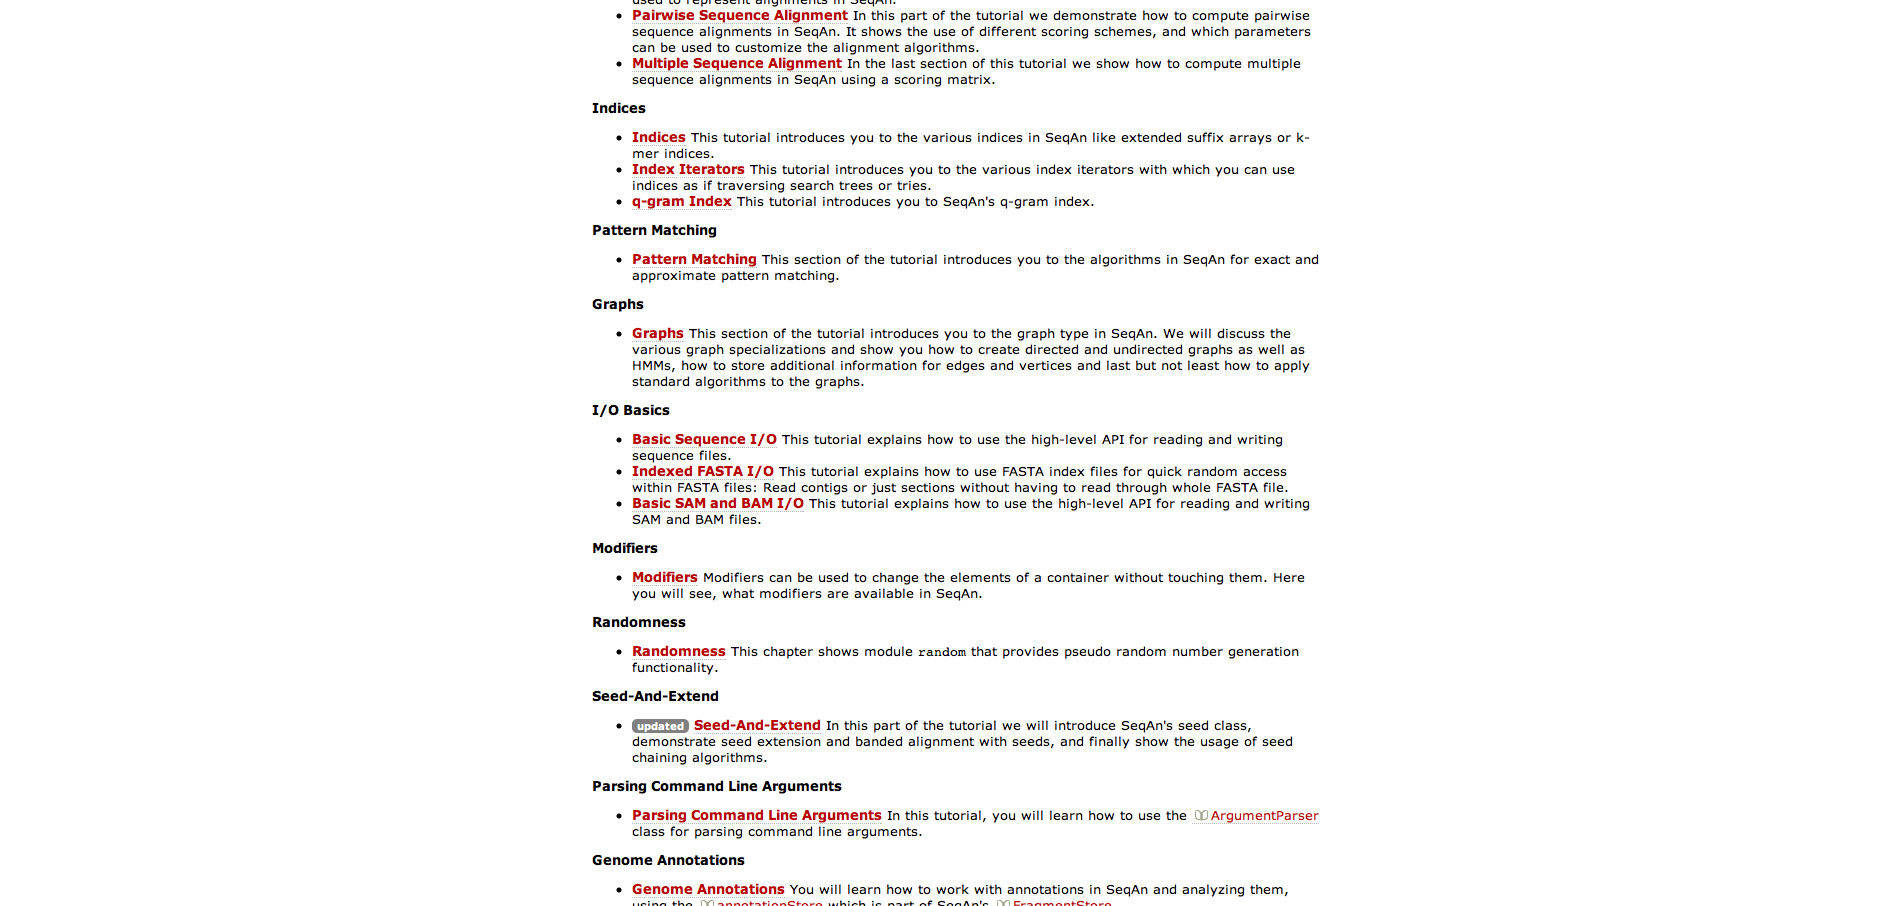 used to represent alignments in SeqAn.
Pairwise Sequence Alignment In this part of the tutorial we demonstrate how to compute pairwise
sequence alignments in SeqAn. It shows the use of different scoring schemes, and which parameters
can be used to customize the alignment algorithms.
Multiple Sequence Alignment In the last section of this tutorial we show how to compute multiple
sequence alignments in SeqAn using a scoring matrix.
Indices
Indices This tutorial introduces you to the various indices in SeqAn like extended suffix arrays or k-
mer indices.
Index Iterators This tutorial introduces you to the various index iterators with which you can use
indices as if traversing search trees or tries.
q-gram Index This tutorial introduces you to SeqAn's q-gram index.
Pattern Matching
Pattern Matching This section of the tutorial introduces you to the algorithms in SeqAn for exact and
approximate pattern matching.
Graphs
Graphs This section of the tutorial introduces you to the graph type in SeqAn. We will discuss the
various graph specializations and show you how to create directed and undirected graphs as well as
HMMs, how to store additional information for edges and vertices and last but not least how to apply
standard algorithms to the graphs.
I/O Basics
Basic Sequence I/O This tutorial explains how to use the high-level API for reading and writing
sequence files.
Indexed FASTA I/O This tutorial explains how to use FASTA index files for quick random access
within FASTA files: Read contigs or just sections without having to read through whole FASTA file.
Basic SAM and BAM I/O This tutorial explains how to use the high-level API for reading and writing
SAM and BAM files.
Modifiers
Modifiers Modifiers can be used to change the elements of a container without touching them. Here
you will see, what modifiers are available in SeqAn.
Randomness
Randomness This chapter shows module random that provides pseudo random number generation
functionality.
Seed-And-Extend
updated Seed-And-Extend In this part of the tutorial we will introduce SeqAn's seed class,
demonstrate seed extension and banded alignment with seeds, and finally show the usage of seed
chaining algorithms.
Parsing Command Line Arguments
Parsing Command Line Arguments In this tutorial, you will learn how to use the ArgumentParser
class for parsing command line arguments.
Genome Annotations
Genome Annotations You will learn how to work with annotations in SeqAn and analyzing them,
using the annotationStore which is part of SeqAn's FragmentStore.